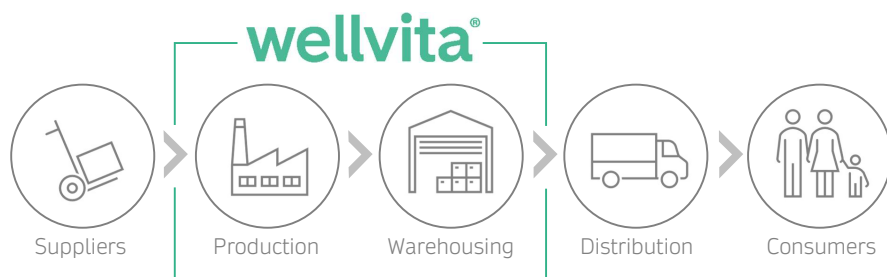 wellvita®
Suppliers
Production
Warehousing
Distribution
Consumers